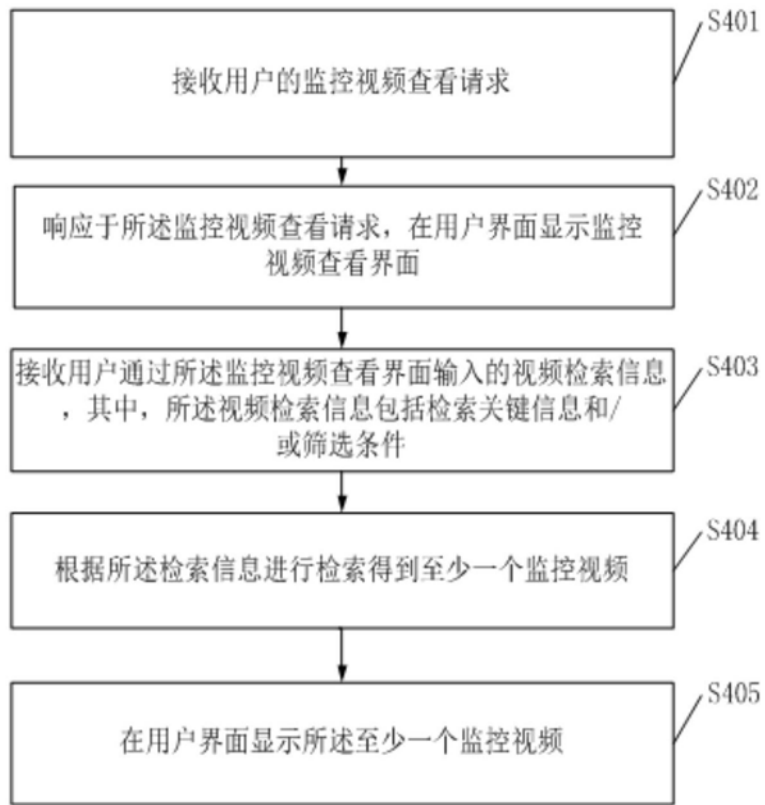 S401
接收用户的监控视频查看请求
S402
响应于所述监控视频查看请求，在用户界面显示监控
视频查看界面
S403
接收用户通过所述监控视频查看界面输入的视频检索信息
，其中，所述视频检索信息包括检索关键信息和/
或筛选条件
S404
根据所述检索信息进行检索得到至少一个监控视频
S405
在用户界面显示所述至少一个监控视频